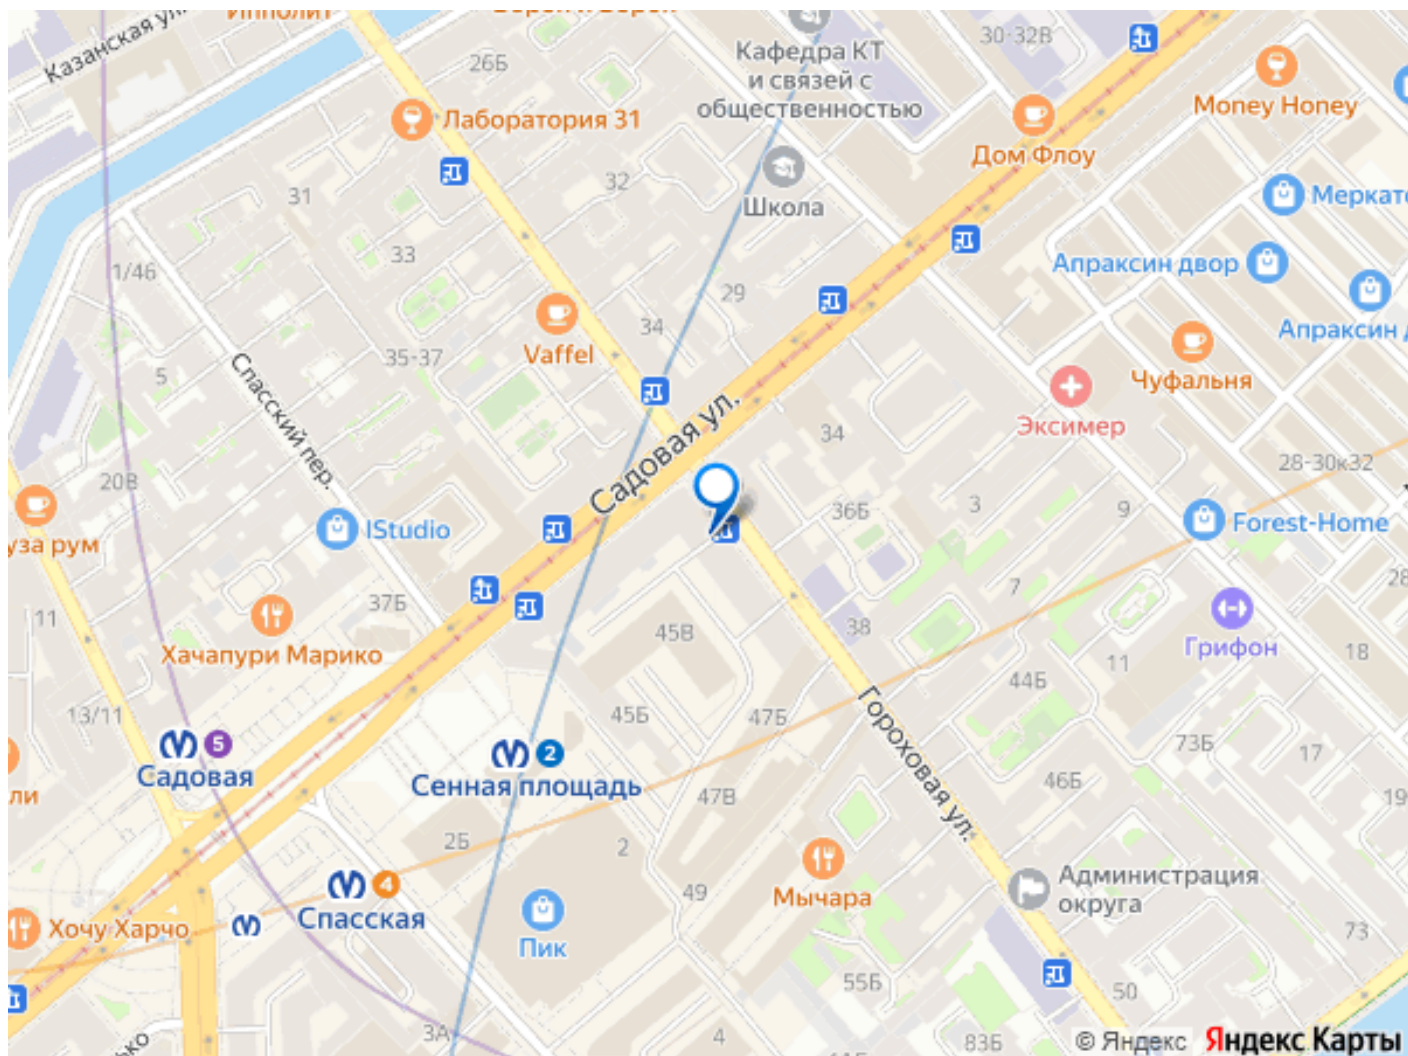 Ипполит
Казанская ул.
26Б
Кафедра КТ
и связей с
общественностью
30-32В
Money Honey
Лаборатория 31
Дом Флоу
31
32
Школа
33
29
Апраксин двор
1/46
34
Vaffel
35-37
5
Чуфальня
Спасский пер.
Эксимер
Садовая ул.
34
28-30к32
20В
3
9
36Б
IStudio
Forest-Home
7
37Б
11
45В
38
Грифон
18
Хачапури Марико
11
44Б
13/11
45Б
47Б
Гороховая ул.
73Б
17
5
Садовая
2
Сенная площадь
46Б
47В
2Б
2
4
Спасская
49
Мычара
Администрация
округа
Хочу Харчо
Пик
73
55Б
50
3А
4
83Б
© Яндекс
Яндекс Карты